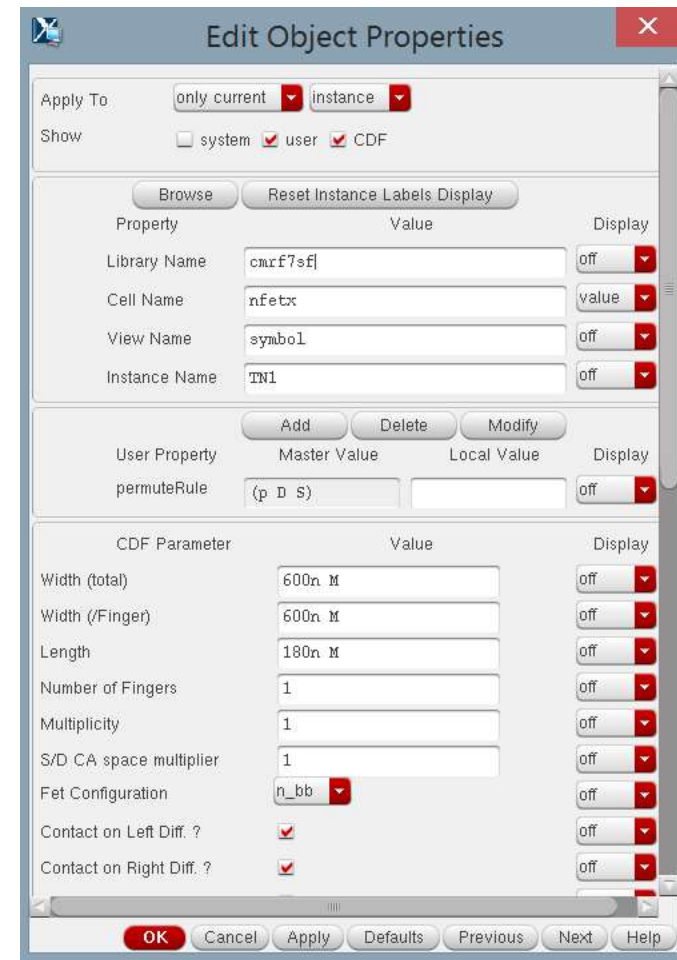 Edit Object Properties
Apply To only current instance
Show system user CDF
Browse Reset Instance Labels Display
Property Value Display
Library Name cmrf7sf off
Cell Name nfetx value
View Name symbol off
Instance Name TN1 off
Add Delete Modify
User Property Master Value Local Value Display
permuteRule (p D S) off
CDF Parameter Value Display
Width (total) 600n M off
Width (/Finger) 600n M off
Length 180n M off
Number of Fingers 1 off
Multiplicity 1 off
S/D CA space multiplier 1 off
Fet Configuration n_bb off
Contact on Left Diff. ? off
Contact on Right Diff. ? off
OK Cancel Apply Defaults Previous Next Help